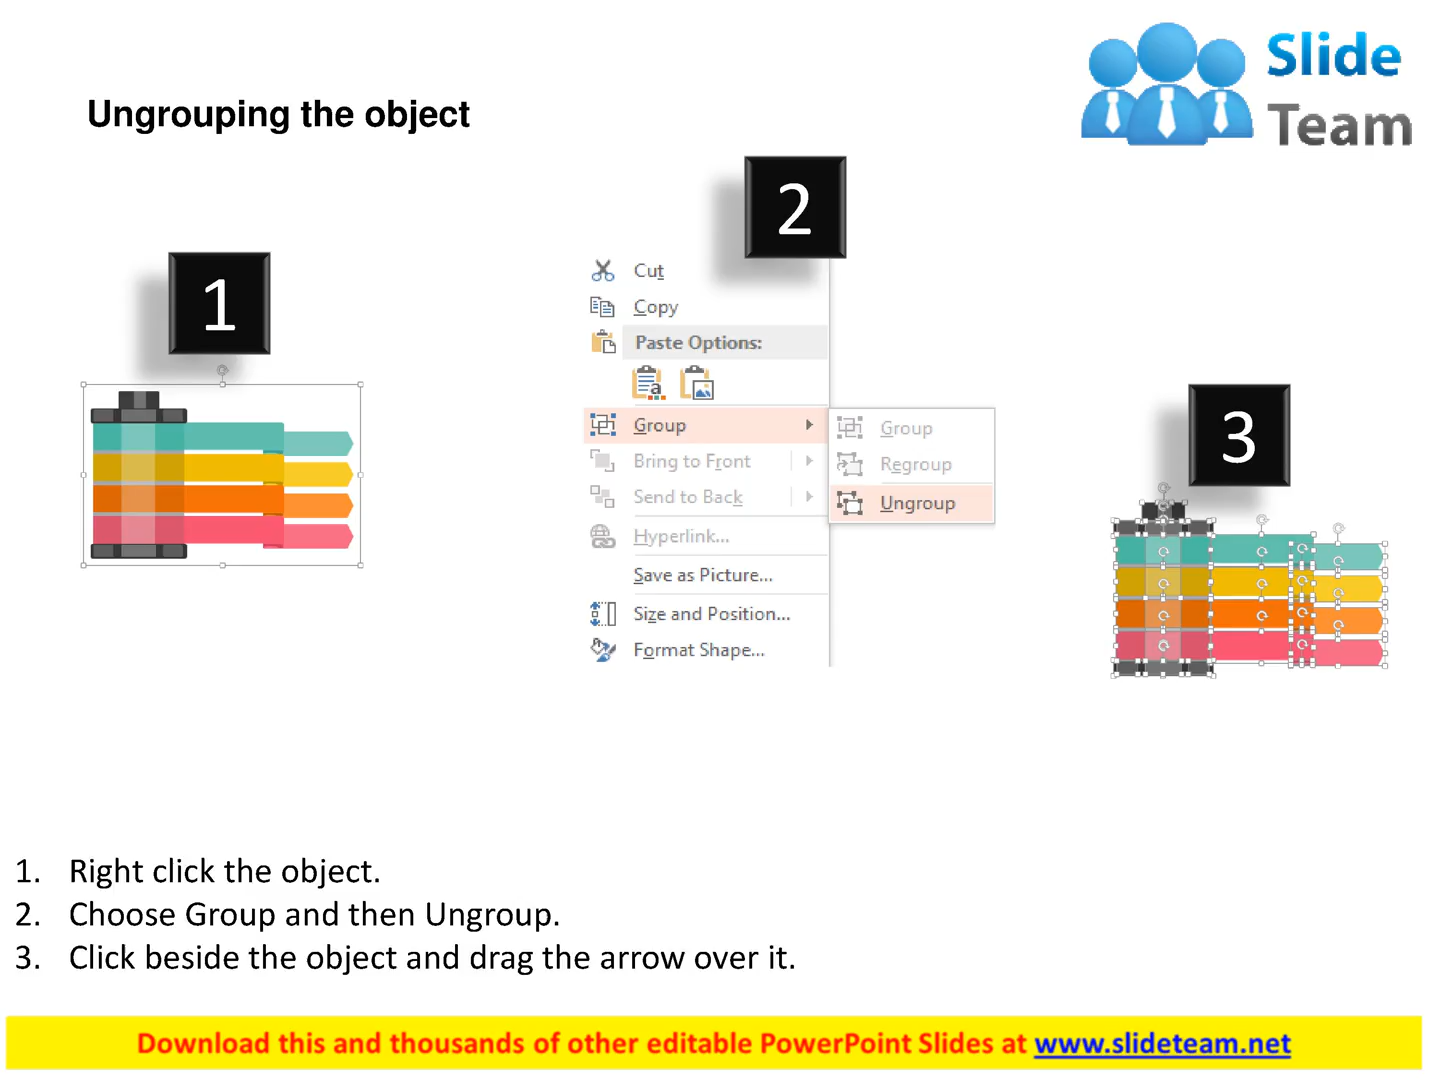 Slide
Team
Ungrouping the object
1
2
3
Cut
Copy
Paste Options:
Group
Bring to Front
Send to Back
Hyperlink...
Save as Picture...
Size and Position...
Format Shape...
Group
Regroup
Ungroup
1. Right click the object.
2. Choose Group and then Ungroup.
3. Click beside the object and drag the arrow over it.
Download this and thousands of other editable PowerPoint Slides at www.slideteam.net